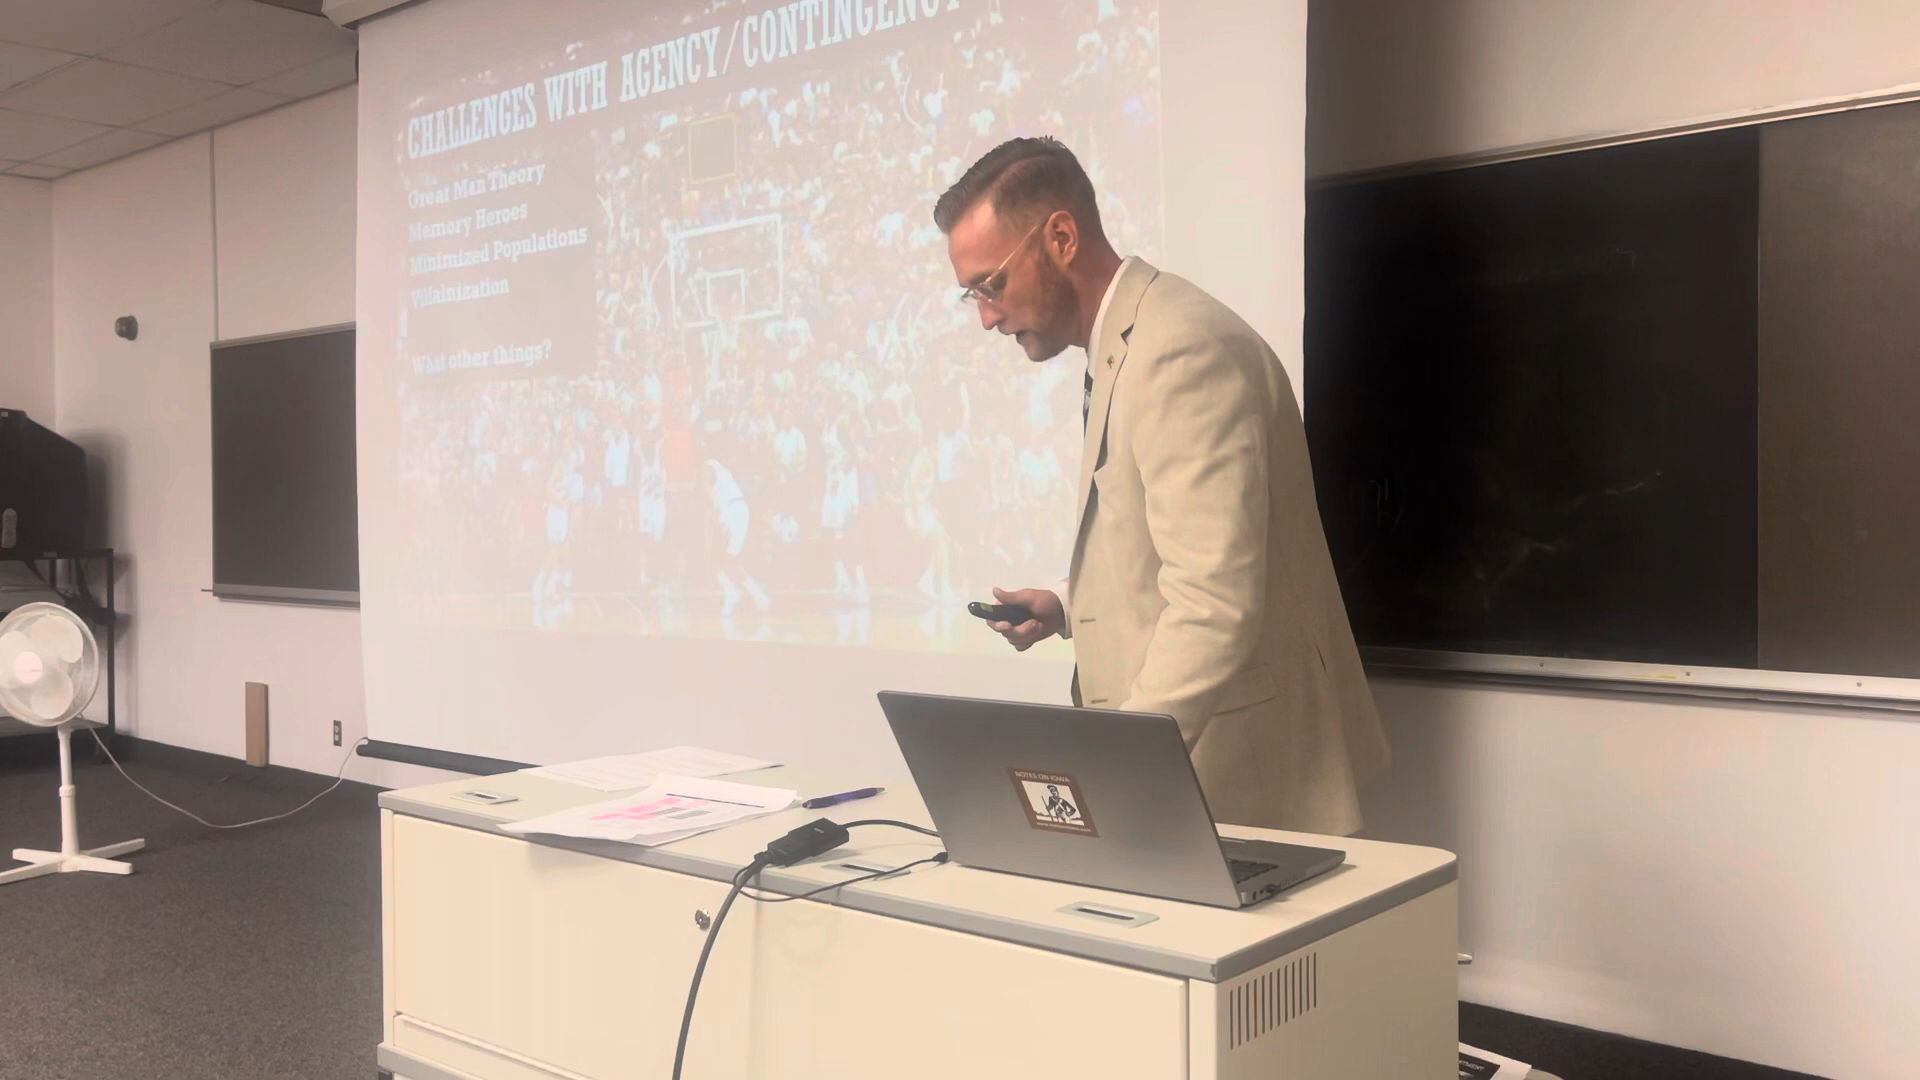 CHALLENGES WITH AGENCY/CONTINGENCY
Great Man Theory
Memory Heroes
Minimized Populations
Villainization
What other things?
NOTES ON IOWA